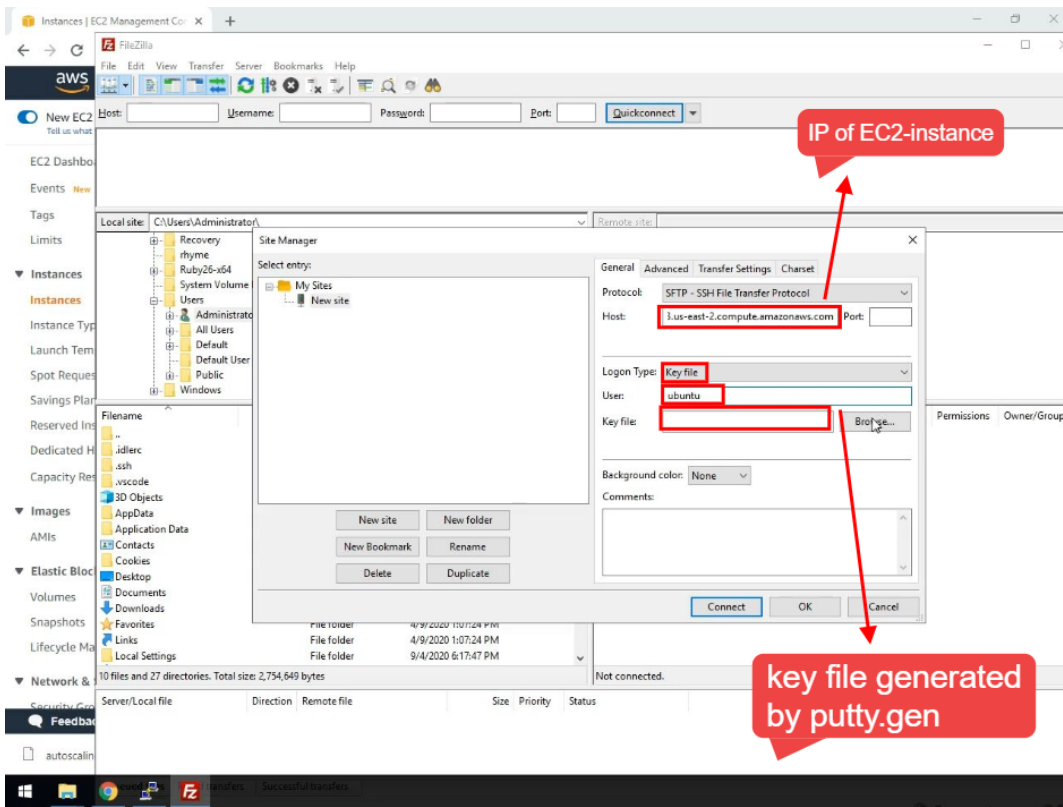 Instances | EC2 Management Co
FileZilla
File Edit View Transfer Server Bookmarks Help
aws
Host: Username: Password: Port: Quickconnect
New EC2
Tell us what
IP of EC2-instance
EC2 Dashbo
Events New
Tags
Limits
Instances
Instances
Instance Typ
Launch Tem
Spot Reques
Savings Plan
Reserved Ins
Dedicated H
Capacity Res
Images
AMIs
Elastic Bloc
Volumes
Snapshots
Lifecycle Ma
Network &
Security Gro
Feedba
autoscalin
Local site: C:\Users\Administrator\
Remote site:
Recovery
rhyme
Ruby26-x64
System Volume
Users
Administrato
All Users
Default
Default User
Public
Windows
Site Manager
Select entry:
My Sites
New site
General Advanced Transfer Settings Charset
Protocol: SFTP - SSH File Transfer Protocol
Host: 3.us-east-2.compute.amazonaws.com Port:
Logon Type: Key file
User: ubuntu
Key file: Browse...
Background color: None
Comments:
New site New folder
New Bookmark Rename
Delete Duplicate
Connect OK Cancel
Filename
..
.idlerc
.ssh
.vscode
3D Objects
AppData
Application Data
Contacts
Cookies
Desktop
Documents
Downloads
Favorites File folder 4/9/2020 1:07:24 PM
Links File folder 4/9/2020 1:07:24 PM
Local Settings File folder 9/4/2020 6:17:47 PM
Permissions Owner/Group
10 files and 27 directories. Total size: 2,754,649 bytes
Not connected.
Server/Local file Direction Remote file Size Priority Status
key file generated
by putty.gen
Successful transfers